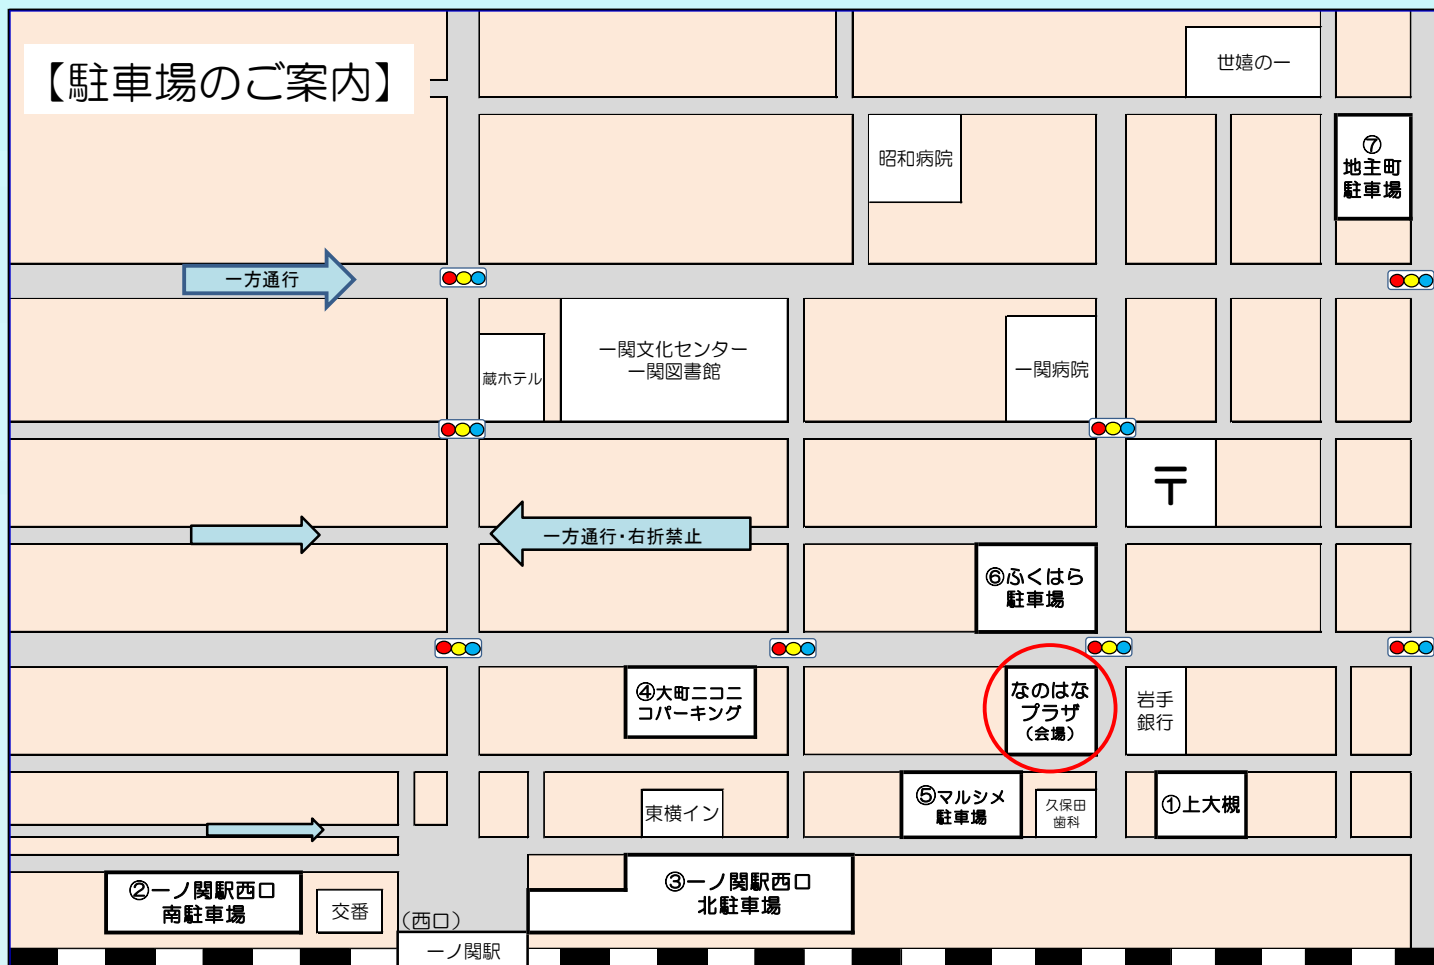 【駐車場のご案内】
世嬉の一
昭和病院
⑦
地主町
駐車場
一方通行
一関文化センター
一関図書館
蔵ホテル
一関病院
〒
一方通行・右折禁止
⑥ふくはら
駐車場
④大町ニコニ
コパーキング
なのはな
プラザ
（会場）
岩手
銀行
東横イン
⑤マルシメ
駐車場
久保田
歯科
①上大槻
②一ノ関駅西口
南駐車場
交番
（西口）
一ノ関駅
③一ノ関駅西口
北駐車場